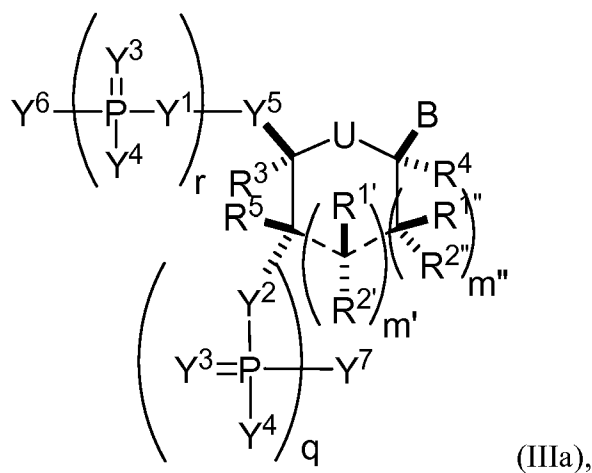 Y³
Y⁶ P Y¹ Y⁵ U B
Y⁴ r R³ R⁴
R⁵ R¹' R¹"
Y² R²' m' R²" m"
Y³=P Y⁷
Y⁴ q
(IIIa),